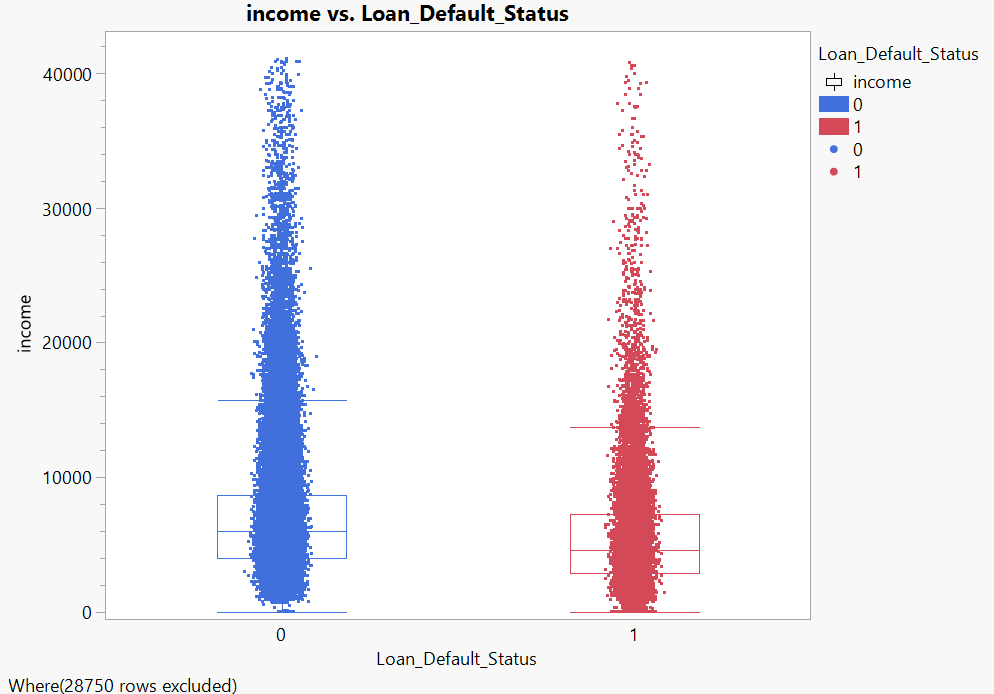 income vs. Loan_Default_Status
40000
30000
20000
10000
0
income
0
1
Loan_Default_Status
Loan_Default_Status
income
0
1
0
1
Where(28750 rows excluded)